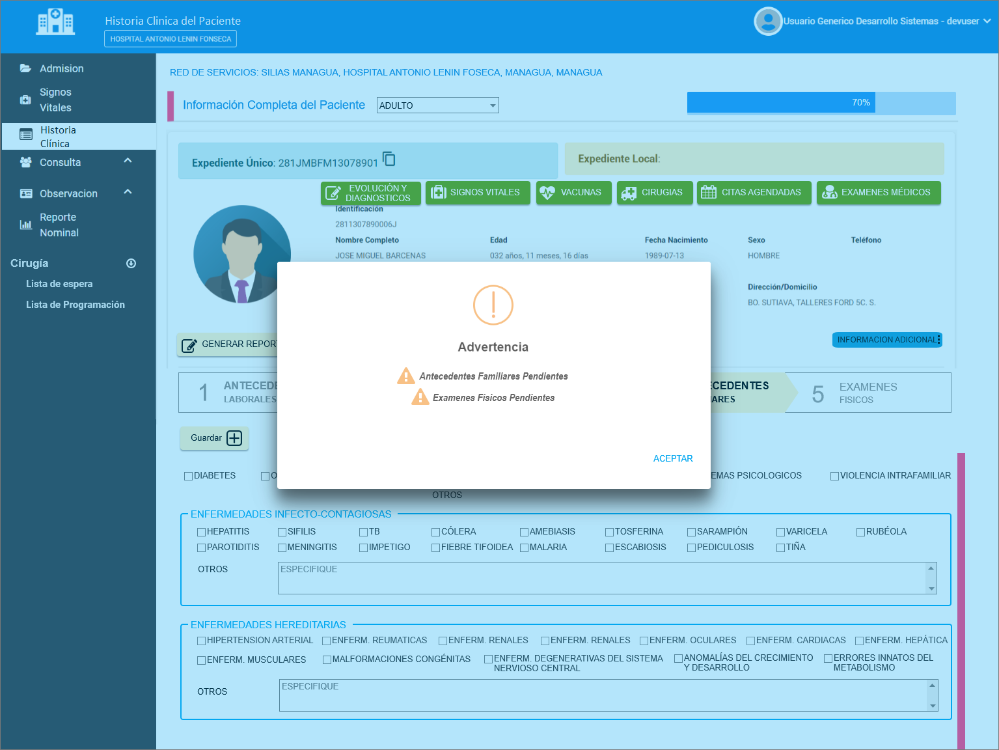 Historia Clinica del Paciente
HOSPITAL ANTONIO LENIN FONSECA
Usuario Generico Desarrollo Sistemas - devuser
Admision
Signos
Vitales
Historia
Clínica
Consulta
Observacion
Reporte
Nominal
Cirugía
Lista de espera
Lista de Programación
RED DE SERVICIOS: SILIAS MANAGUA, HOSPITAL ANTONIO LENIN FOSECA, MANAGUA, MANAGUA
Información Completa del Paciente
ADULTO
70%
Expediente Único: 281JMBFM13078901
Expediente Local:
EVOLUCIÓN Y
DIAGNOSTICOS
SIGNOS VITALES
VACUNAS
CIRUGIAS
CITAS AGENDADAS
EXAMENES MÉDICOS
Identificación
2811307890006J
Nombre Completo
Edad
Fecha Nacimiento
Sexo
Teléfono
JOSE MIGUEL BARCENAS
032 años, 11 meses, 16 días
1989-07-13
HOMBRE
Dirección/Domicilio
BO. SUTIAVA, TALLERES FORD 5C. S.
GENERAR REPORT
INFORMACION ADICIONAL
Advertencia
Antecedentes Familiares Pendientes
Examenes Físicos Pendientes
ACEPTAR
1
ANTECEDE
LABORALES
CEDENTES
IARES
5
EXAMENES
FISICOS
Guardar
DIABETES
O
EMAS PSICOLOGICOS
VIOLENCIA INTRAFAMILIAR
OTROS
ENFERMEDADES INFECTO-CONTAGIOSAS
HEPATITIS
SIFILIS
TB
CÓLERA
AMEBIASIS
TOSFERINA
SARAMPIÓN
VARICELA
RUBÉOLA
PAROTIDITIS
MENINGITIS
IMPETIGO
FIEBRE TIFOIDEA
MALARIA
ESCABIOSIS
PEDICULOSIS
TIÑA
OTROS
ESPECIFIQUE
ENFERMEDADES HEREDITARIAS
HIPERTENSION ARTERIAL
ENFERM. REUMATICAS
ENFERM. RENALES
ENFERM. RENALES
ENFERM. OCULARES
ENFERM. CARDIACAS
ENFERM. HEPÁTICA
ENFERM. MUSCULARES
MALFORMACIONES CONGÉNITAS
ENFERM. DEGENERATIVAS DEL SISTEMA
NERVIOSO CENTRAL
ANOMALÍAS DEL CRECIMIENTO
Y DESARROLLO
ERRORES INNATOS DEL
METABOLISMO
OTROS
ESPECIFIQUE